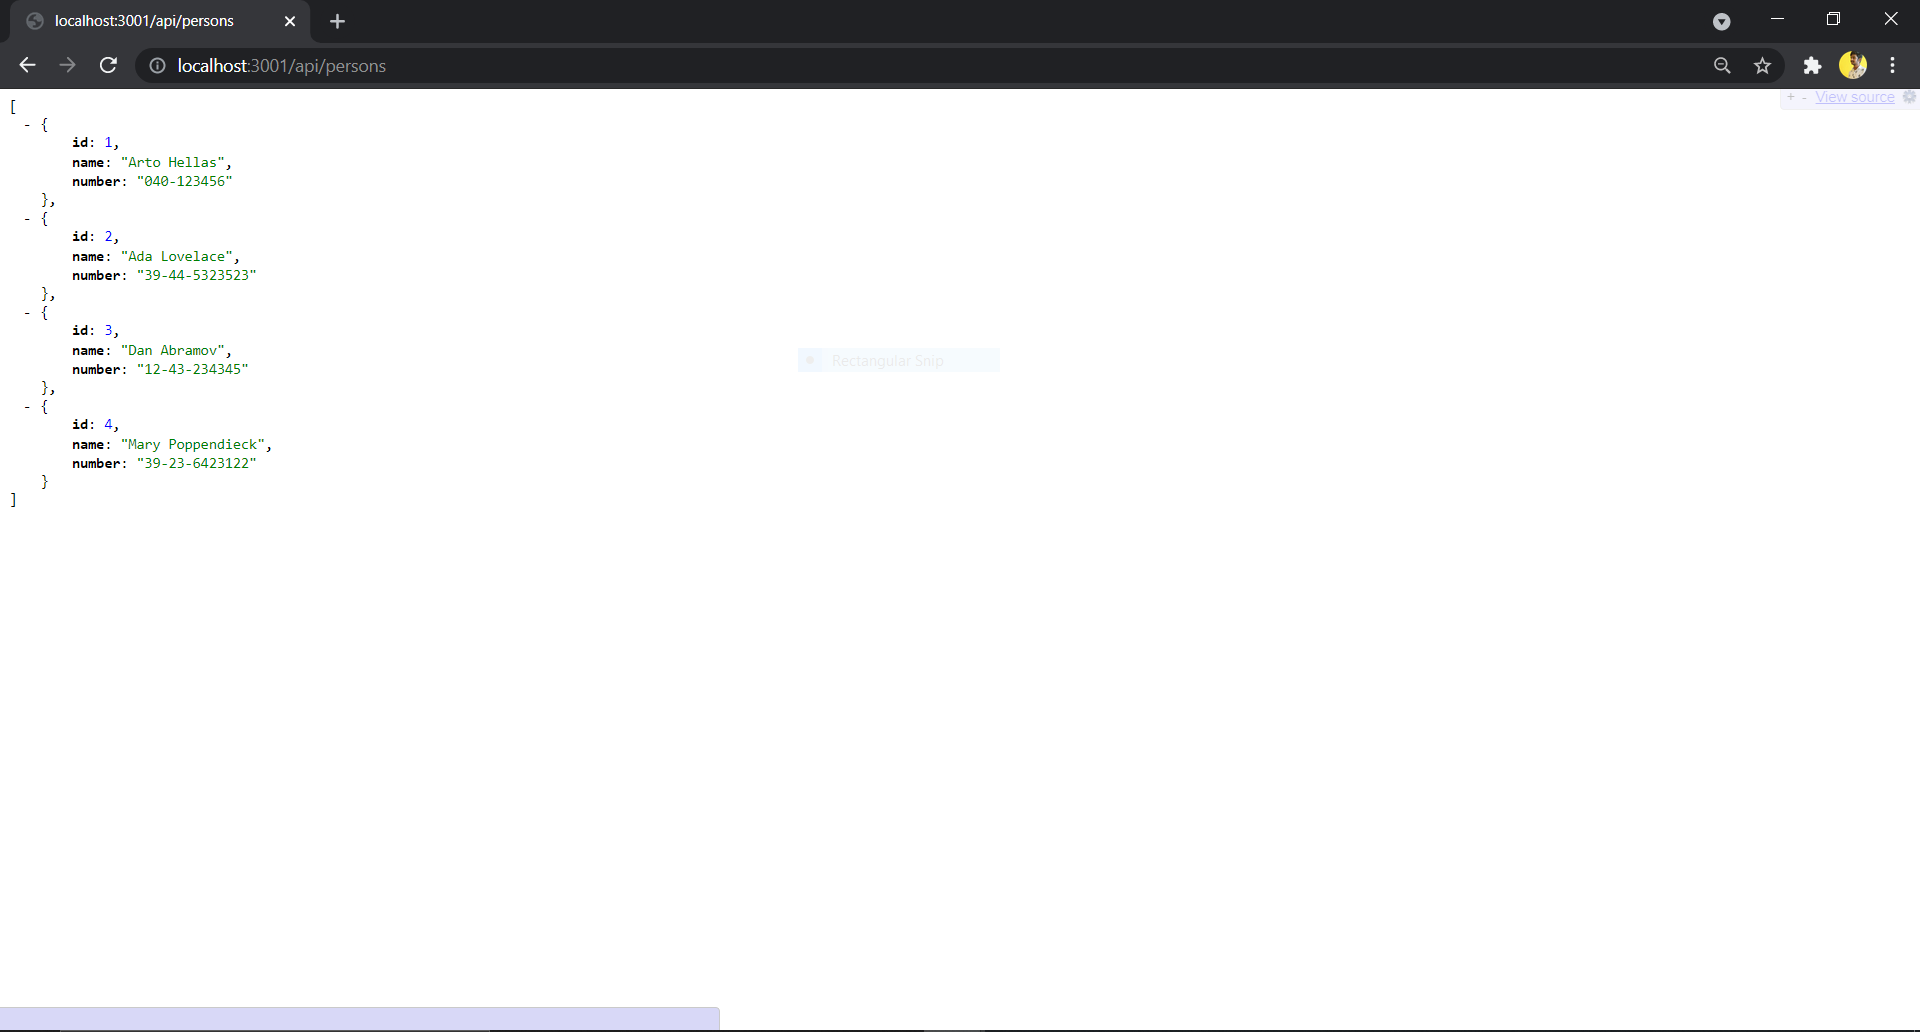 localhost:3001/api/persons
localhost:3001/api/persons
+ - View source
[
- {
id: 1,
name: "Arto Hellas",
number: "040-123456"
},
- {
id: 2,
name: "Ada Lovelace",
number: "39-44-5323523"
},
- {
id: 3,
name: "Dan Abramov",
number: "12-43-234345"
},
Rectangular Snip
- {
id: 4,
name: "Mary Poppendieck",
number: "39-23-6423122"
}
]